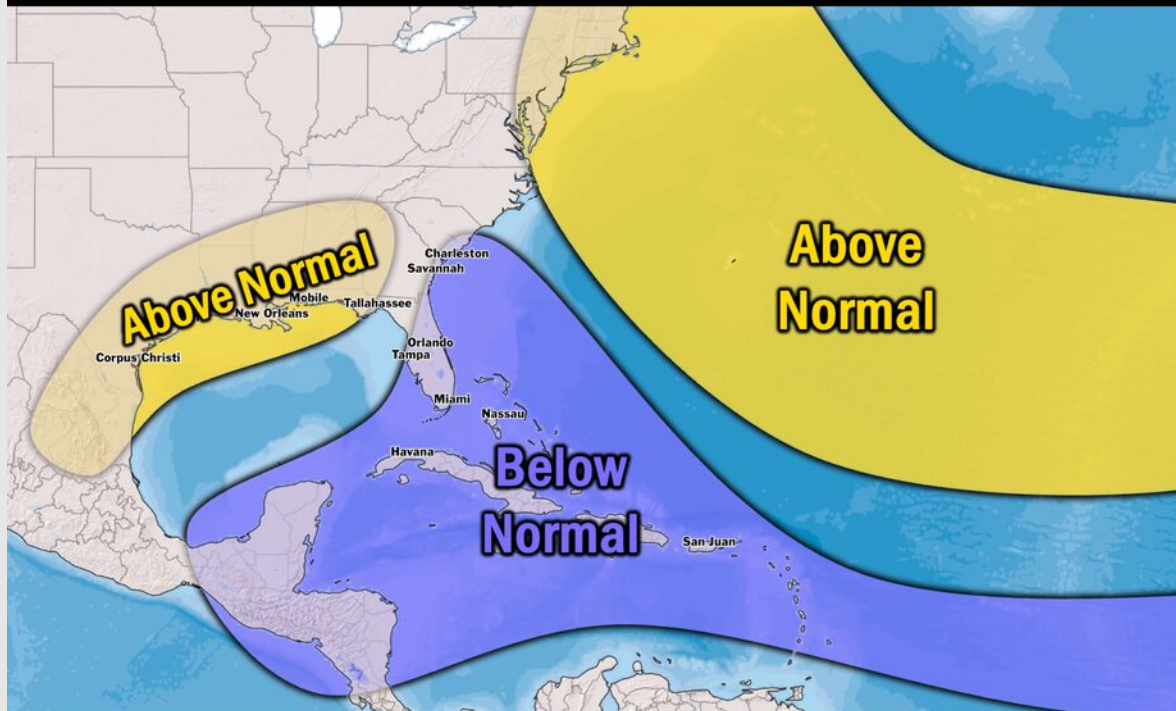 Above
Normal
Charleston
Savannah
Above Normal
Mobile
Tallahassee
New Orleans
Orlando
Tampa
Corpus Christi
Miami
Nassau
Havana
Below
Normal
San Juan